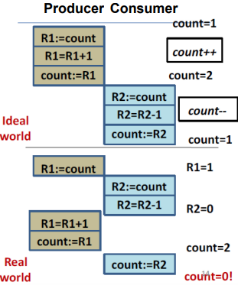 Producer Consumer
count=1
R1:=count
R1=R1+1
count++
count:=R1
count=2
R2:=count
R2=R2-1
count--
Ideal
world
count:=R2
count=1
R1:=count
R1=1
R2:=count
R2=R2-1
R2=0
R1=R1+1
count:=R1
count=2
Real
world
count:=R2
count=0!